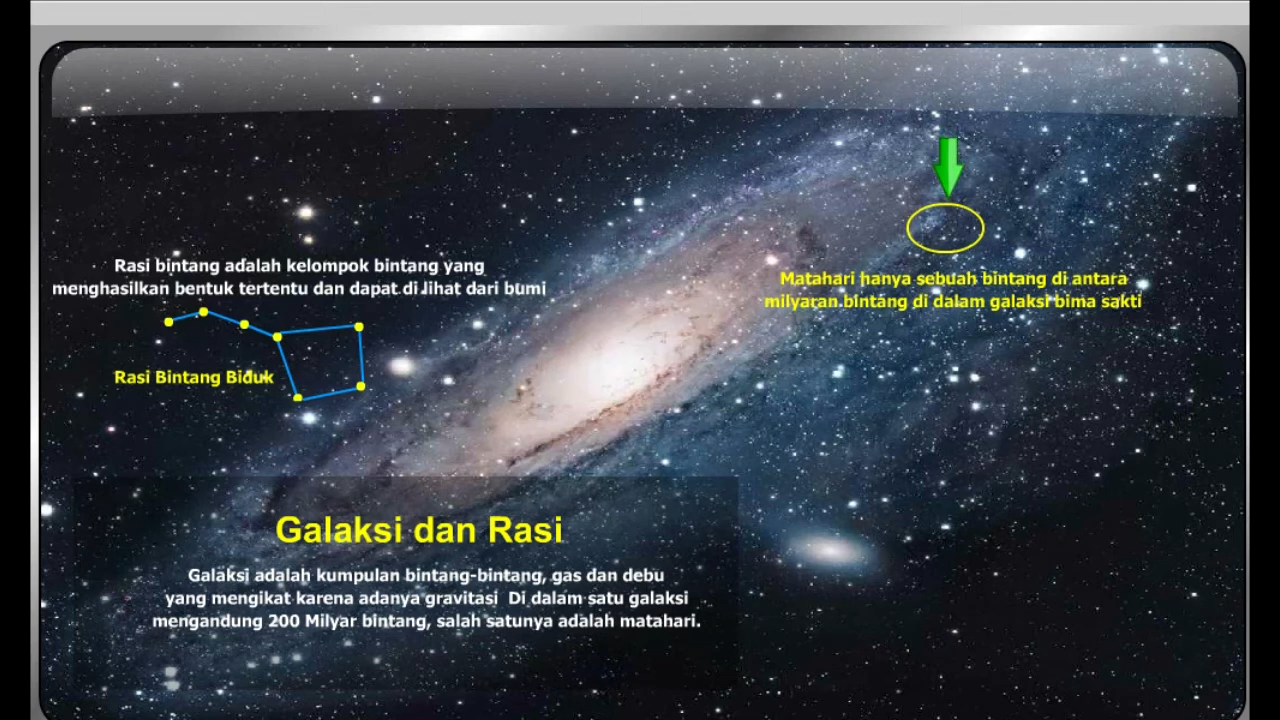 Rasi bintang adalah kelompok bintang yang
menghasilkan bentuk tertentu dan dapat di lihat dari bumi
Rasi Bintang Biduk
Matahari hanya sebuah bintang di antara
milyaran bintang di dalam galaksi bima sakti
Galaksi dan Rasi
Galaksi adalah kumpulan bintang-bintang, gas dan debu
yang mengikat karena adanya gravitasi Di dalam satu galaksi
mengandung 200 Milyar bintang, salah satunya adalah matahari.